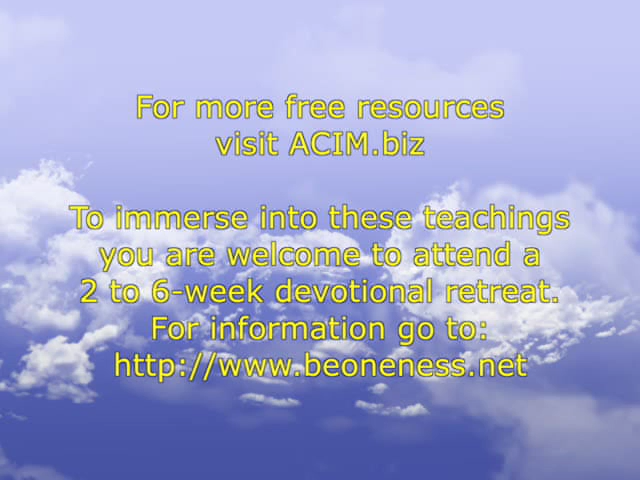 For more free resources
visit ACIM.biz
To immerse into these teachings
you are welcome to attend a
2 to 6-week devotional retreat.
For information go to:
http://www.beoneness.net